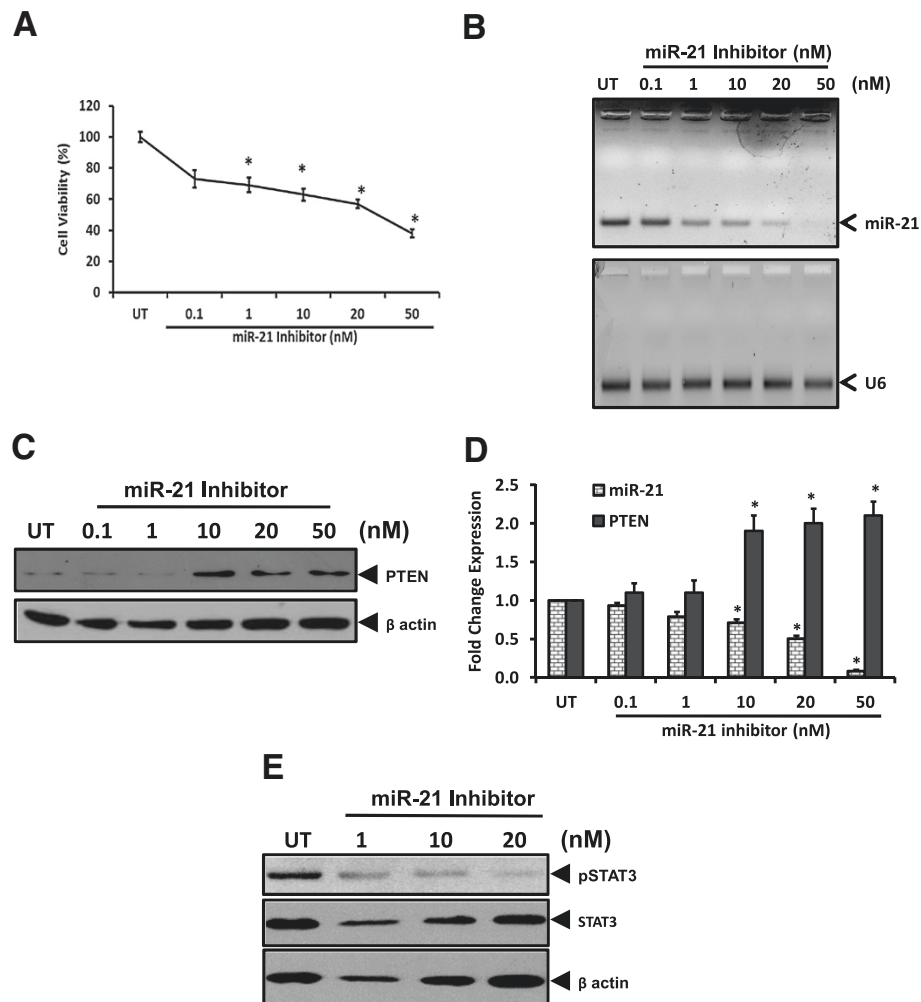 A
120
100
80
60
40
20
0
Cell Viability (%)
* * * *
UT 0.1 1 10 20 50
miR-21 Inhibitor (nM)
B
miR-21 Inhibitor (nM)
UT 0.1 1 10 20 50 (nM)
miR-21
U6
C
miR-21 Inhibitor
UT 0.1 1 10 20 50 (nM)
PTEN
β actin
D
2.5
2.0
1.5
1.0
0.5
0.0
Fold Change Expression
miR-21
PTEN
* * *
* * *
UT 0.1 1 10 20 50
miR-21 inhibitor (nM)
E
miR-21 Inhibitor
UT 1 10 20 (nM)
pSTAT3
STAT3
β actin